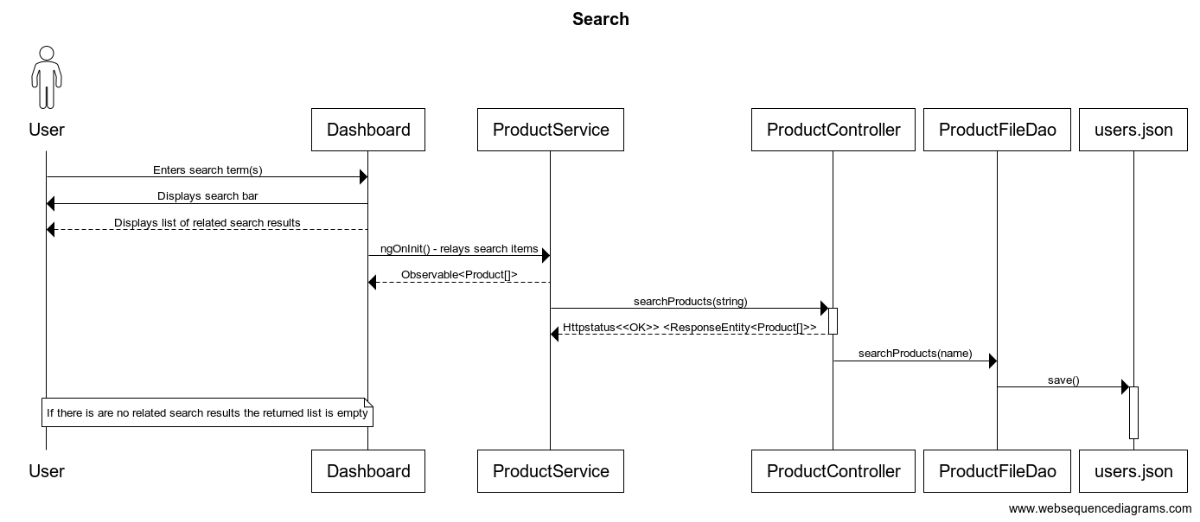 Search
User
Dashboard
ProductService
ProductController
ProductFileDao
users.json
Enters search term(s)
Displays search bar
Displays list of related search results
ngOnInit() - relays search items
Observable<Product[]>
searchProducts(string)
Httpstatus<<OK>> <ResponseEntity<Product[]>>
searchProducts(name)
save()
If there is are no related search results the returned list is empty
User
Dashboard
ProductService
ProductController
ProductFileDao
users.json
www.websequencediagrams.com